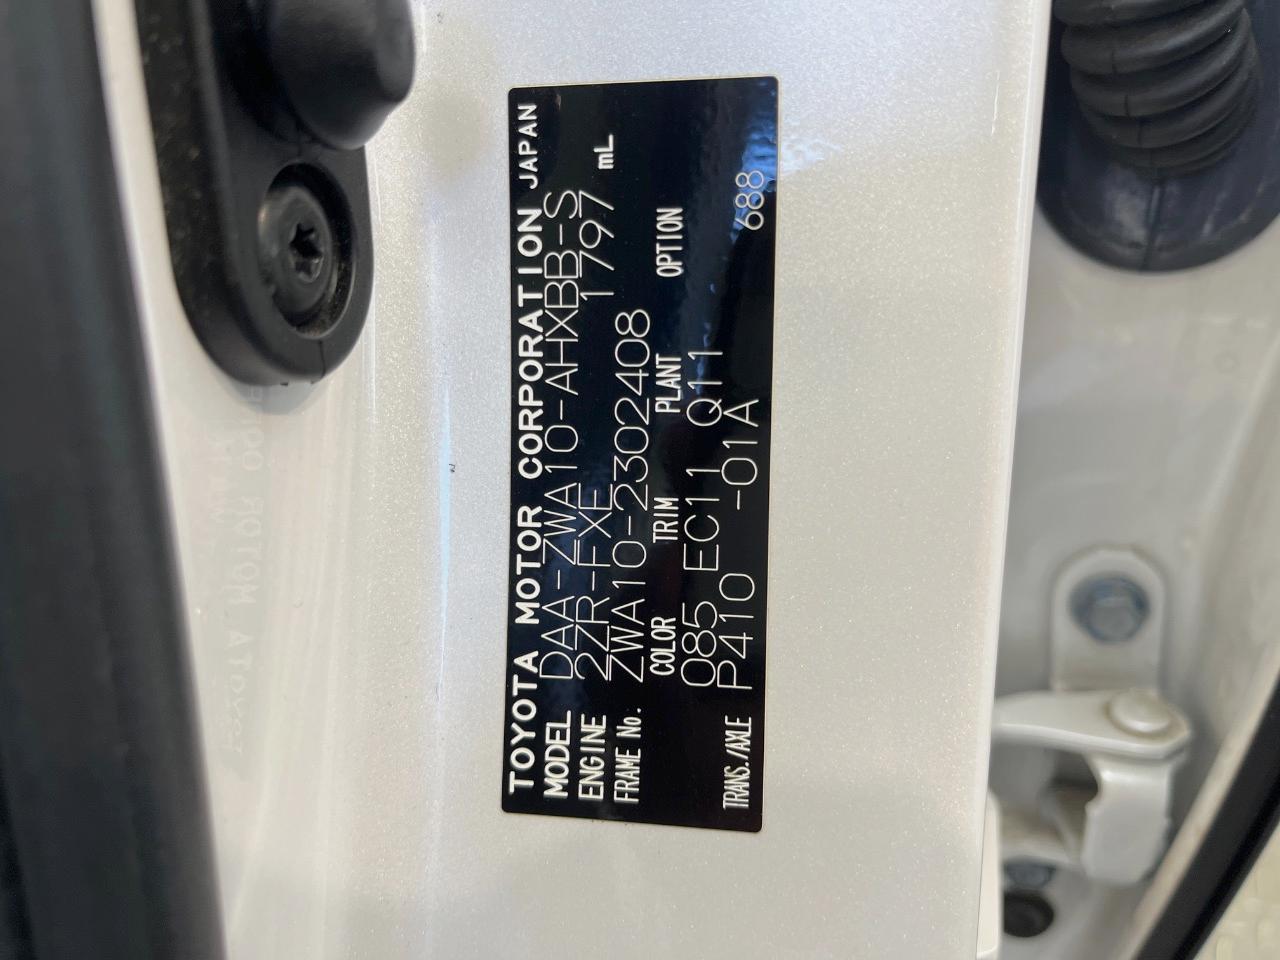 TOYOTA MOTOR CORPORATION JAPAN
MODEL DAA-ZWA10-AHXBB-S
ENGINE 2ZR-FXE 1797 mL
FRAME No. ZWA10-2302408
COLOR TRIM PLANT OPTION
085 EC11 Q11
TRANS./AXLE P410 -01A 688